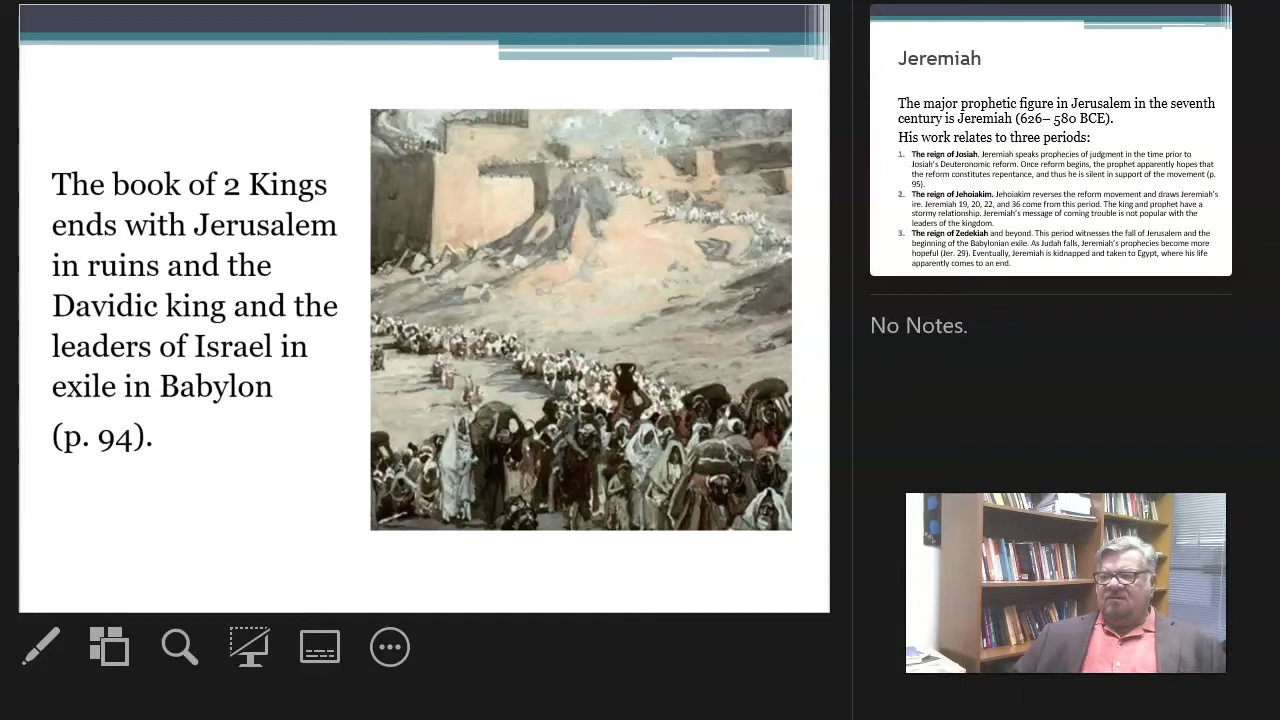 The book of 2 Kings
ends with Jerusalem
in ruins and the
Davidic king and the
leaders of Israel in
exile in Babylon
(p. 94).
Jeremiah
The major prophetic figure in Jerusalem in the seventh
century is Jeremiah (626– 580 BCE).
His work relates to three periods:
1. The reign of Josiah. Jeremiah speaks prophecies of judgment in the time prior to
Josiah's Deuteronomic reform. Once reform begins, the prophet apparently hopes that
the reform constitutes repentance, and thus he is silent in support of the movement (p.
95).
2. The reign of Jehoiakim. Jehoiakim reverses the reform movement and draws Jeremiah's
ire. Jeremiah 19, 20, 22, and 36 come from this period. The king and prophet have a
stormy relationship. Jeremiah's message of coming trouble is not popular with the
leaders of the kingdom.
3. The reign of Zedekiah and beyond. This period witnesses the fall of Jerusalem and the
beginning of the Babylonian exile. As Judah falls, Jeremiah's prophecies become more
hopeful (Jer. 29). Eventually, Jeremiah is kidnapped and taken to Egypt, where his life
apparently comes to an end.
No Notes.